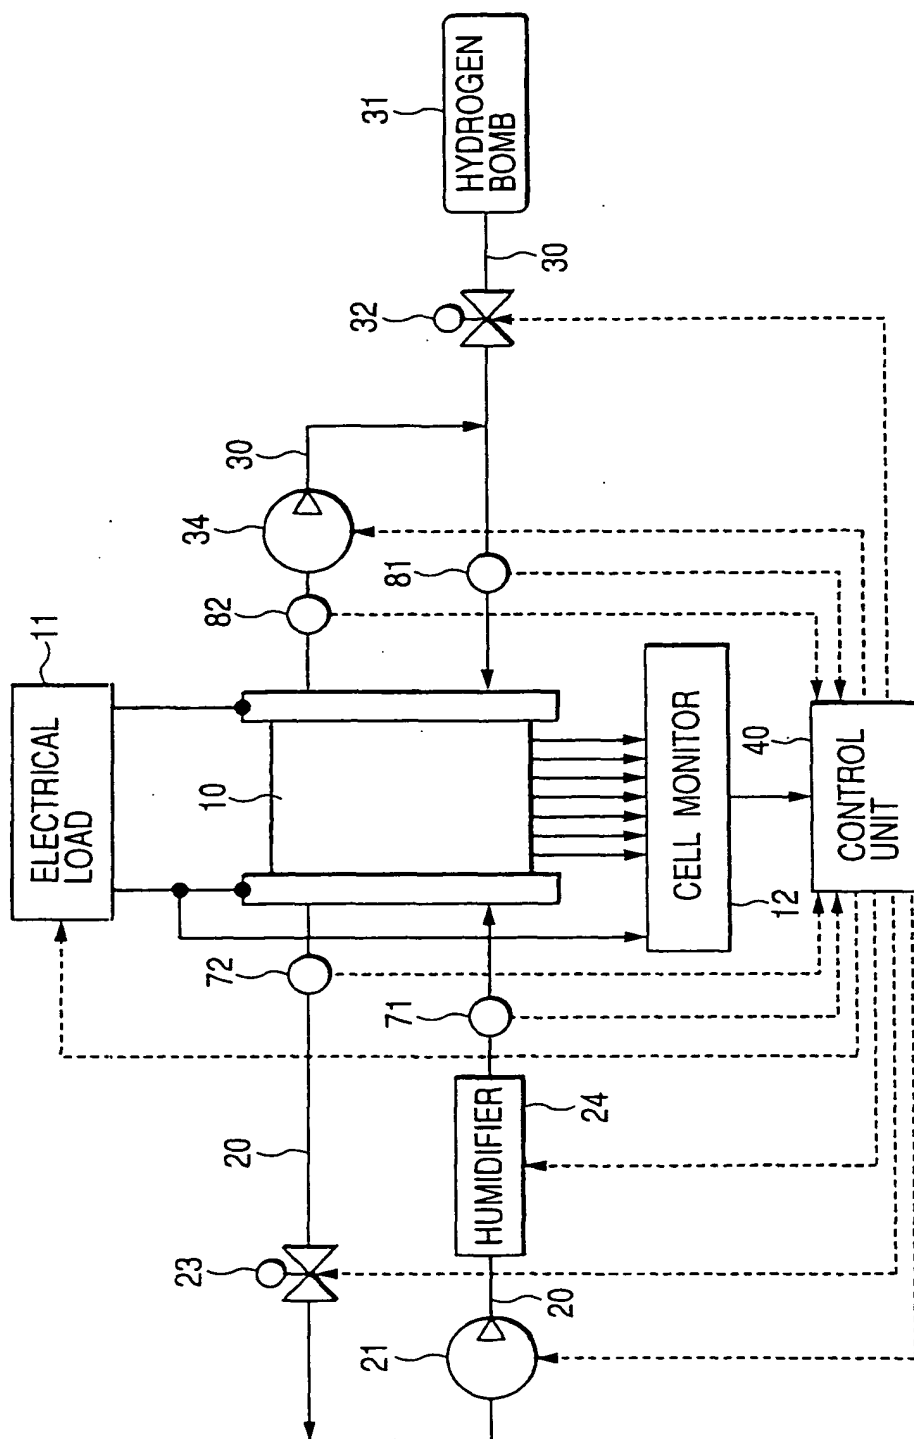 11
ELECTRICAL
LOAD
31
HYDROGEN
BOMB
32
30
30
34
82
81
10
72
71
20
23
HUMIDIFIER
24
20
21
CELL MONITOR
12
40
CONTROL
UNIT